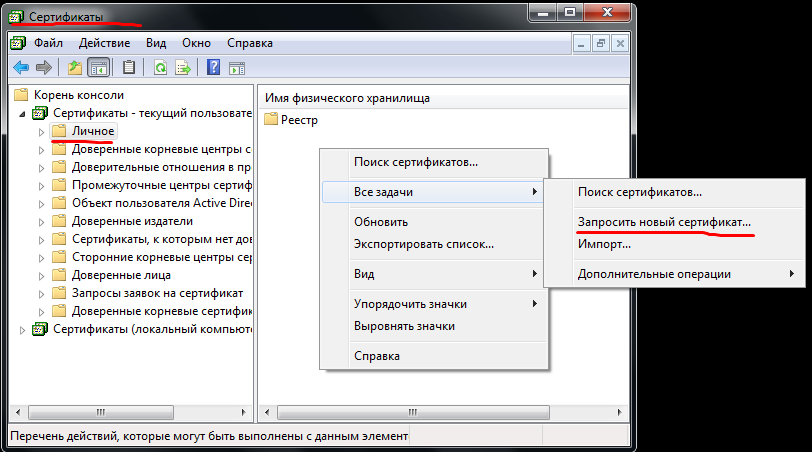 Сертификаты
Файл Действие Вид Окно Справка
Корень консоли
Сертификаты - текущий пользовате
Личное
Доверенные корневые центры с
Доверительные отношения в пр
Промежуточные центры сертиф
Объект пользователя Active Direc
Доверенные издатели
Сертификаты, к которым нет дов
Сторонние корневые центры сер
Доверенные лица
Запросы заявок на сертификат
Доверенные корневые сертифик
Сертификаты (локальный компьют
Имя физического хранилища
Реестр
Поиск сертификатов...
Все задачи
Обновить
Экспортировать список...
Вид
Упорядочить значки
Выровнять значки
Справка
Поиск сертификатов...
Запросить новый сертификат...
Импорт...
Дополнительные операции
Перечень действий, которые могут быть выполнены с данным элемент